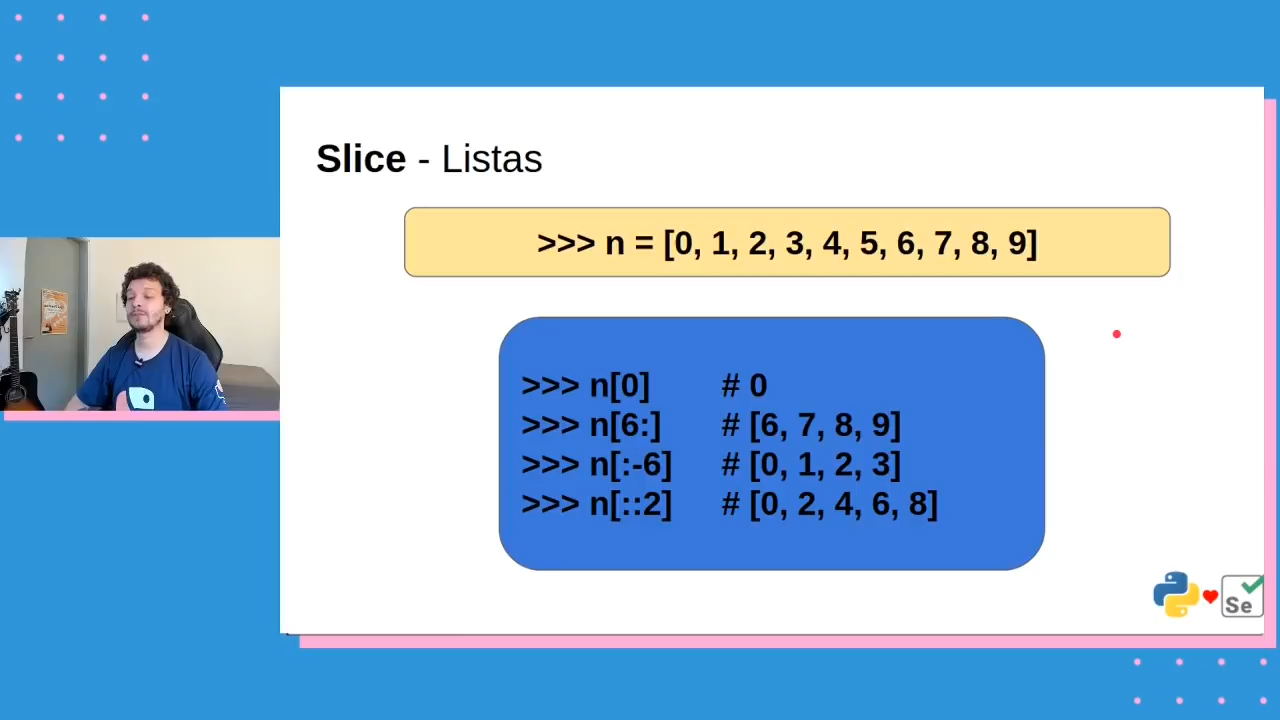 Slice - Listas
>>> n = [0, 1, 2, 3, 4, 5, 6, 7, 8, 9]
>>> n[0] # 0
>>> n[6:] # [6, 7, 8, 9]
>>> n[:-6] # [0, 1, 2, 3]
>>> n[::2] # [0, 2, 4, 6, 8]
Se